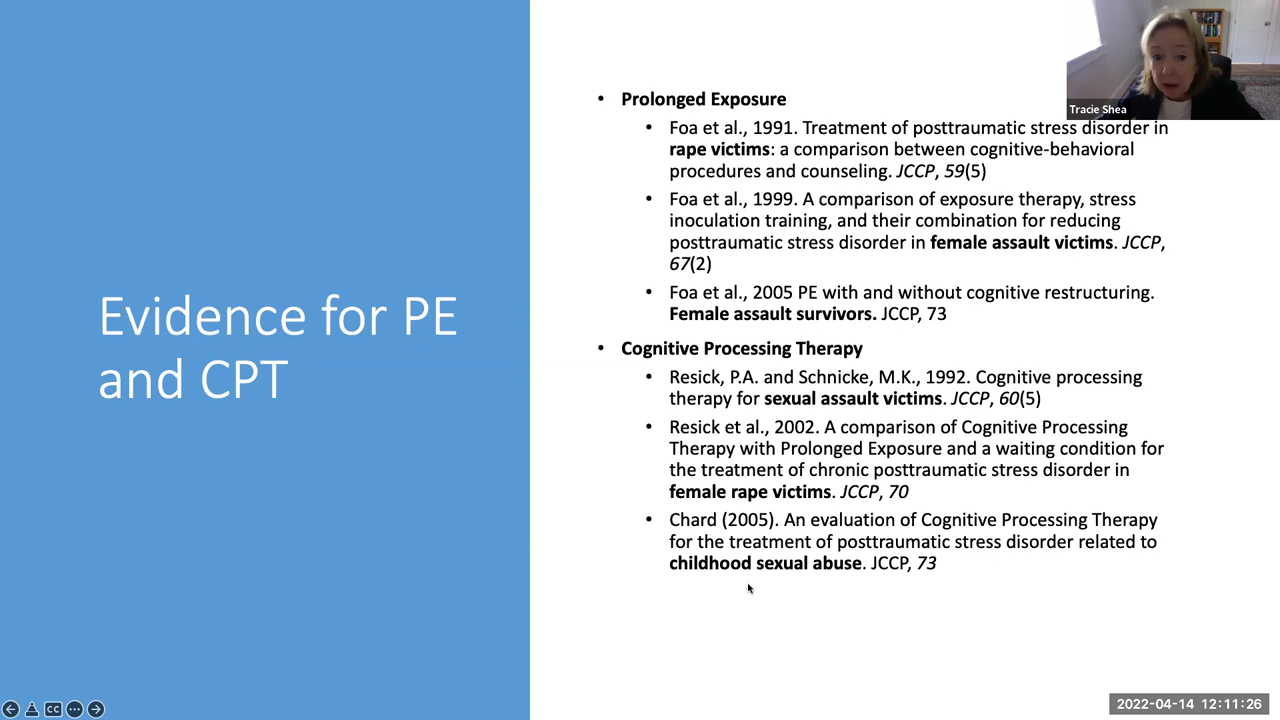 Evidence for PE
and CPT
• Prolonged Exposure
• Foa et al., 1991. Treatment of posttraumatic stress disorder in
rape victims: a comparison between cognitive-behavioral
procedures and counseling. JCCP, 59(5)
• Foa et al., 1999. A comparison of exposure therapy, stress
inoculation training, and their combination for reducing
posttraumatic stress disorder in female assault victims. JCCP,
67(2)
• Foa et al., 2005 PE with and without cognitive restructuring.
Female assault survivors. JCCP, 73
• Cognitive Processing Therapy
• Resick, P.A. and Schnicke, M.K., 1992. Cognitive processing
therapy for sexual assault victims. JCCP, 60(5)
• Resick et al., 2002. A comparison of Cognitive Processing
Therapy with Prolonged Exposure and a waiting condition for
the treatment of chronic posttraumatic stress disorder in
female rape victims. JCCP, 70
• Chard (2005). An evaluation of Cognitive Processing Therapy
for the treatment of posttraumatic stress disorder related to
childhood sexual abuse. JCCP, 73
Tracie Shea
CC
2022-04-14 12:11:26